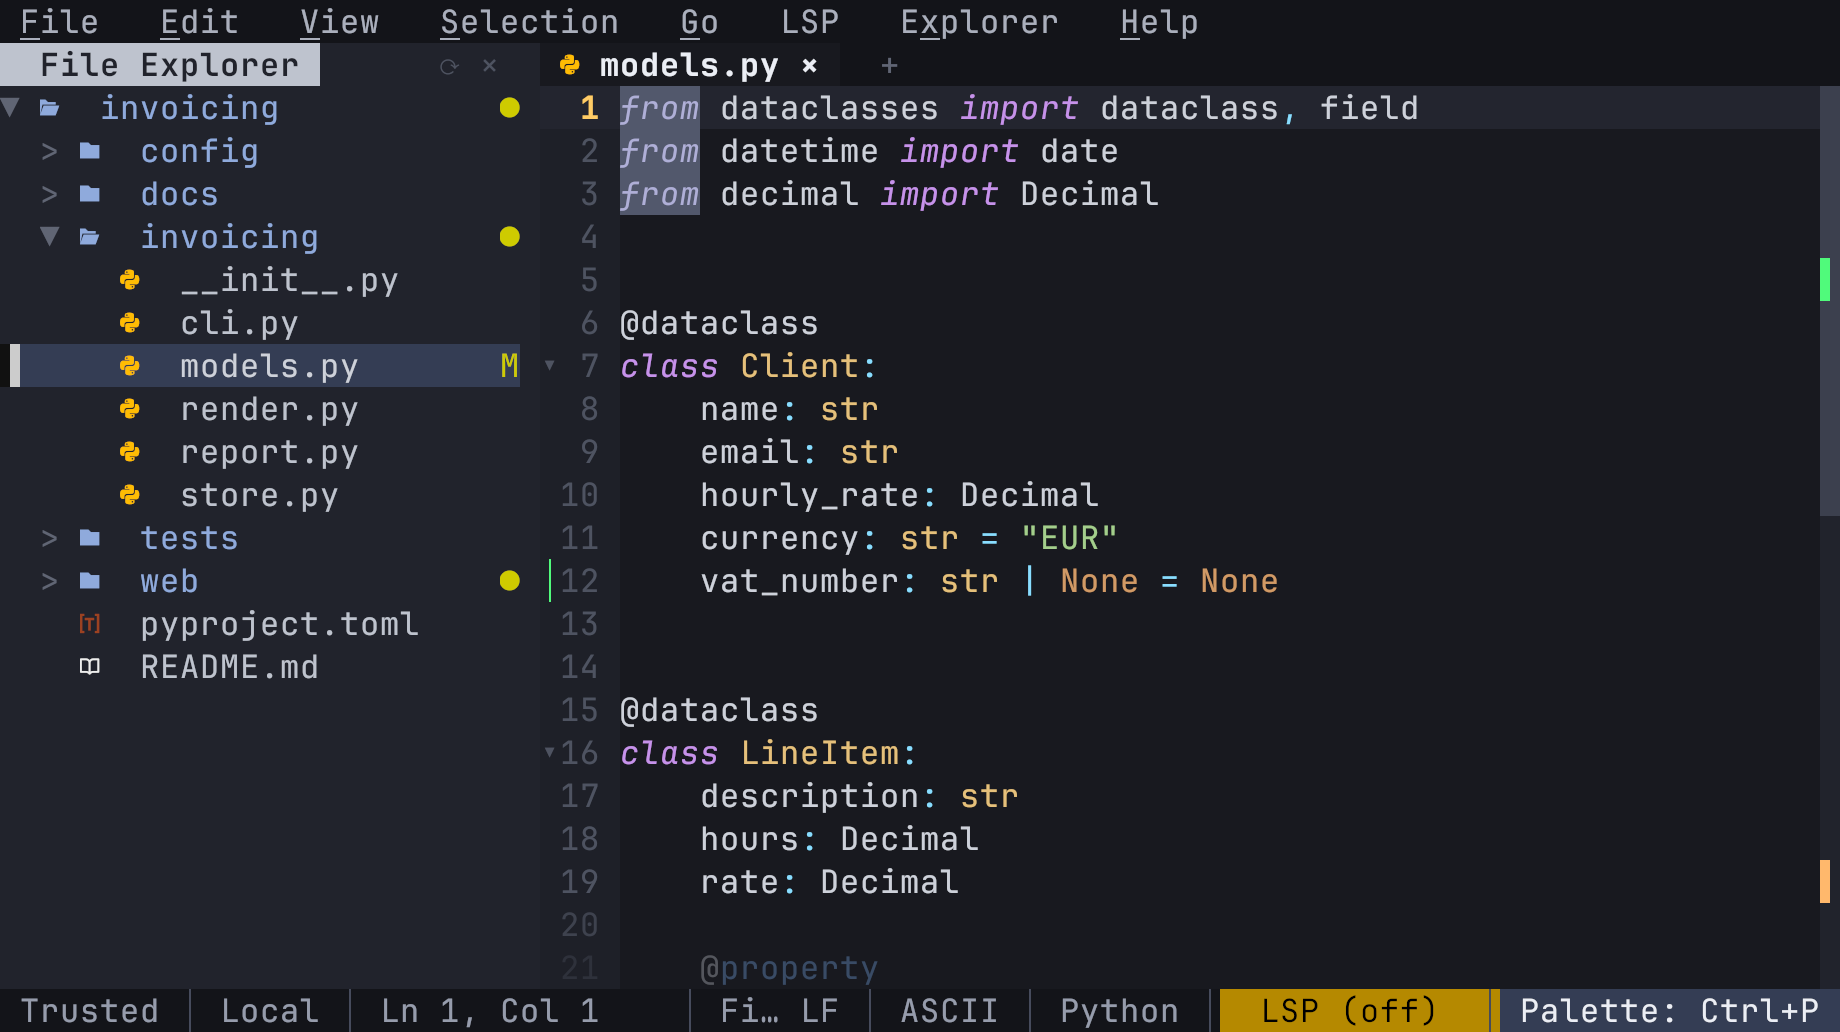 File Edit View Selection Go LSP Explorer Help
File Explorer ⟳ × models.py × +
▼ invoicing ●
> config
> docs
▼ invoicing ●
__init__.py
cli.py
models.py M
render.py
report.py
store.py
> tests
> web ●
pyproject.toml
README.md
1 from dataclasses import dataclass, field
2 from datetime import date
3 from decimal import Decimal
4
5
6 @dataclass
▾ 7 class Client:
8 name: str
9 email: str
10 hourly_rate: Decimal
11 currency: str = "EUR"
12 vat_number: str | None = None
13
14
15 @dataclass
▾ 16 class LineItem:
17 description: str
18 hours: Decimal
19 rate: Decimal
20
21 @property
Trusted Local Ln 1, Col 1 Fi… LF ASCII Python LSP (off) Palette: Ctrl+P